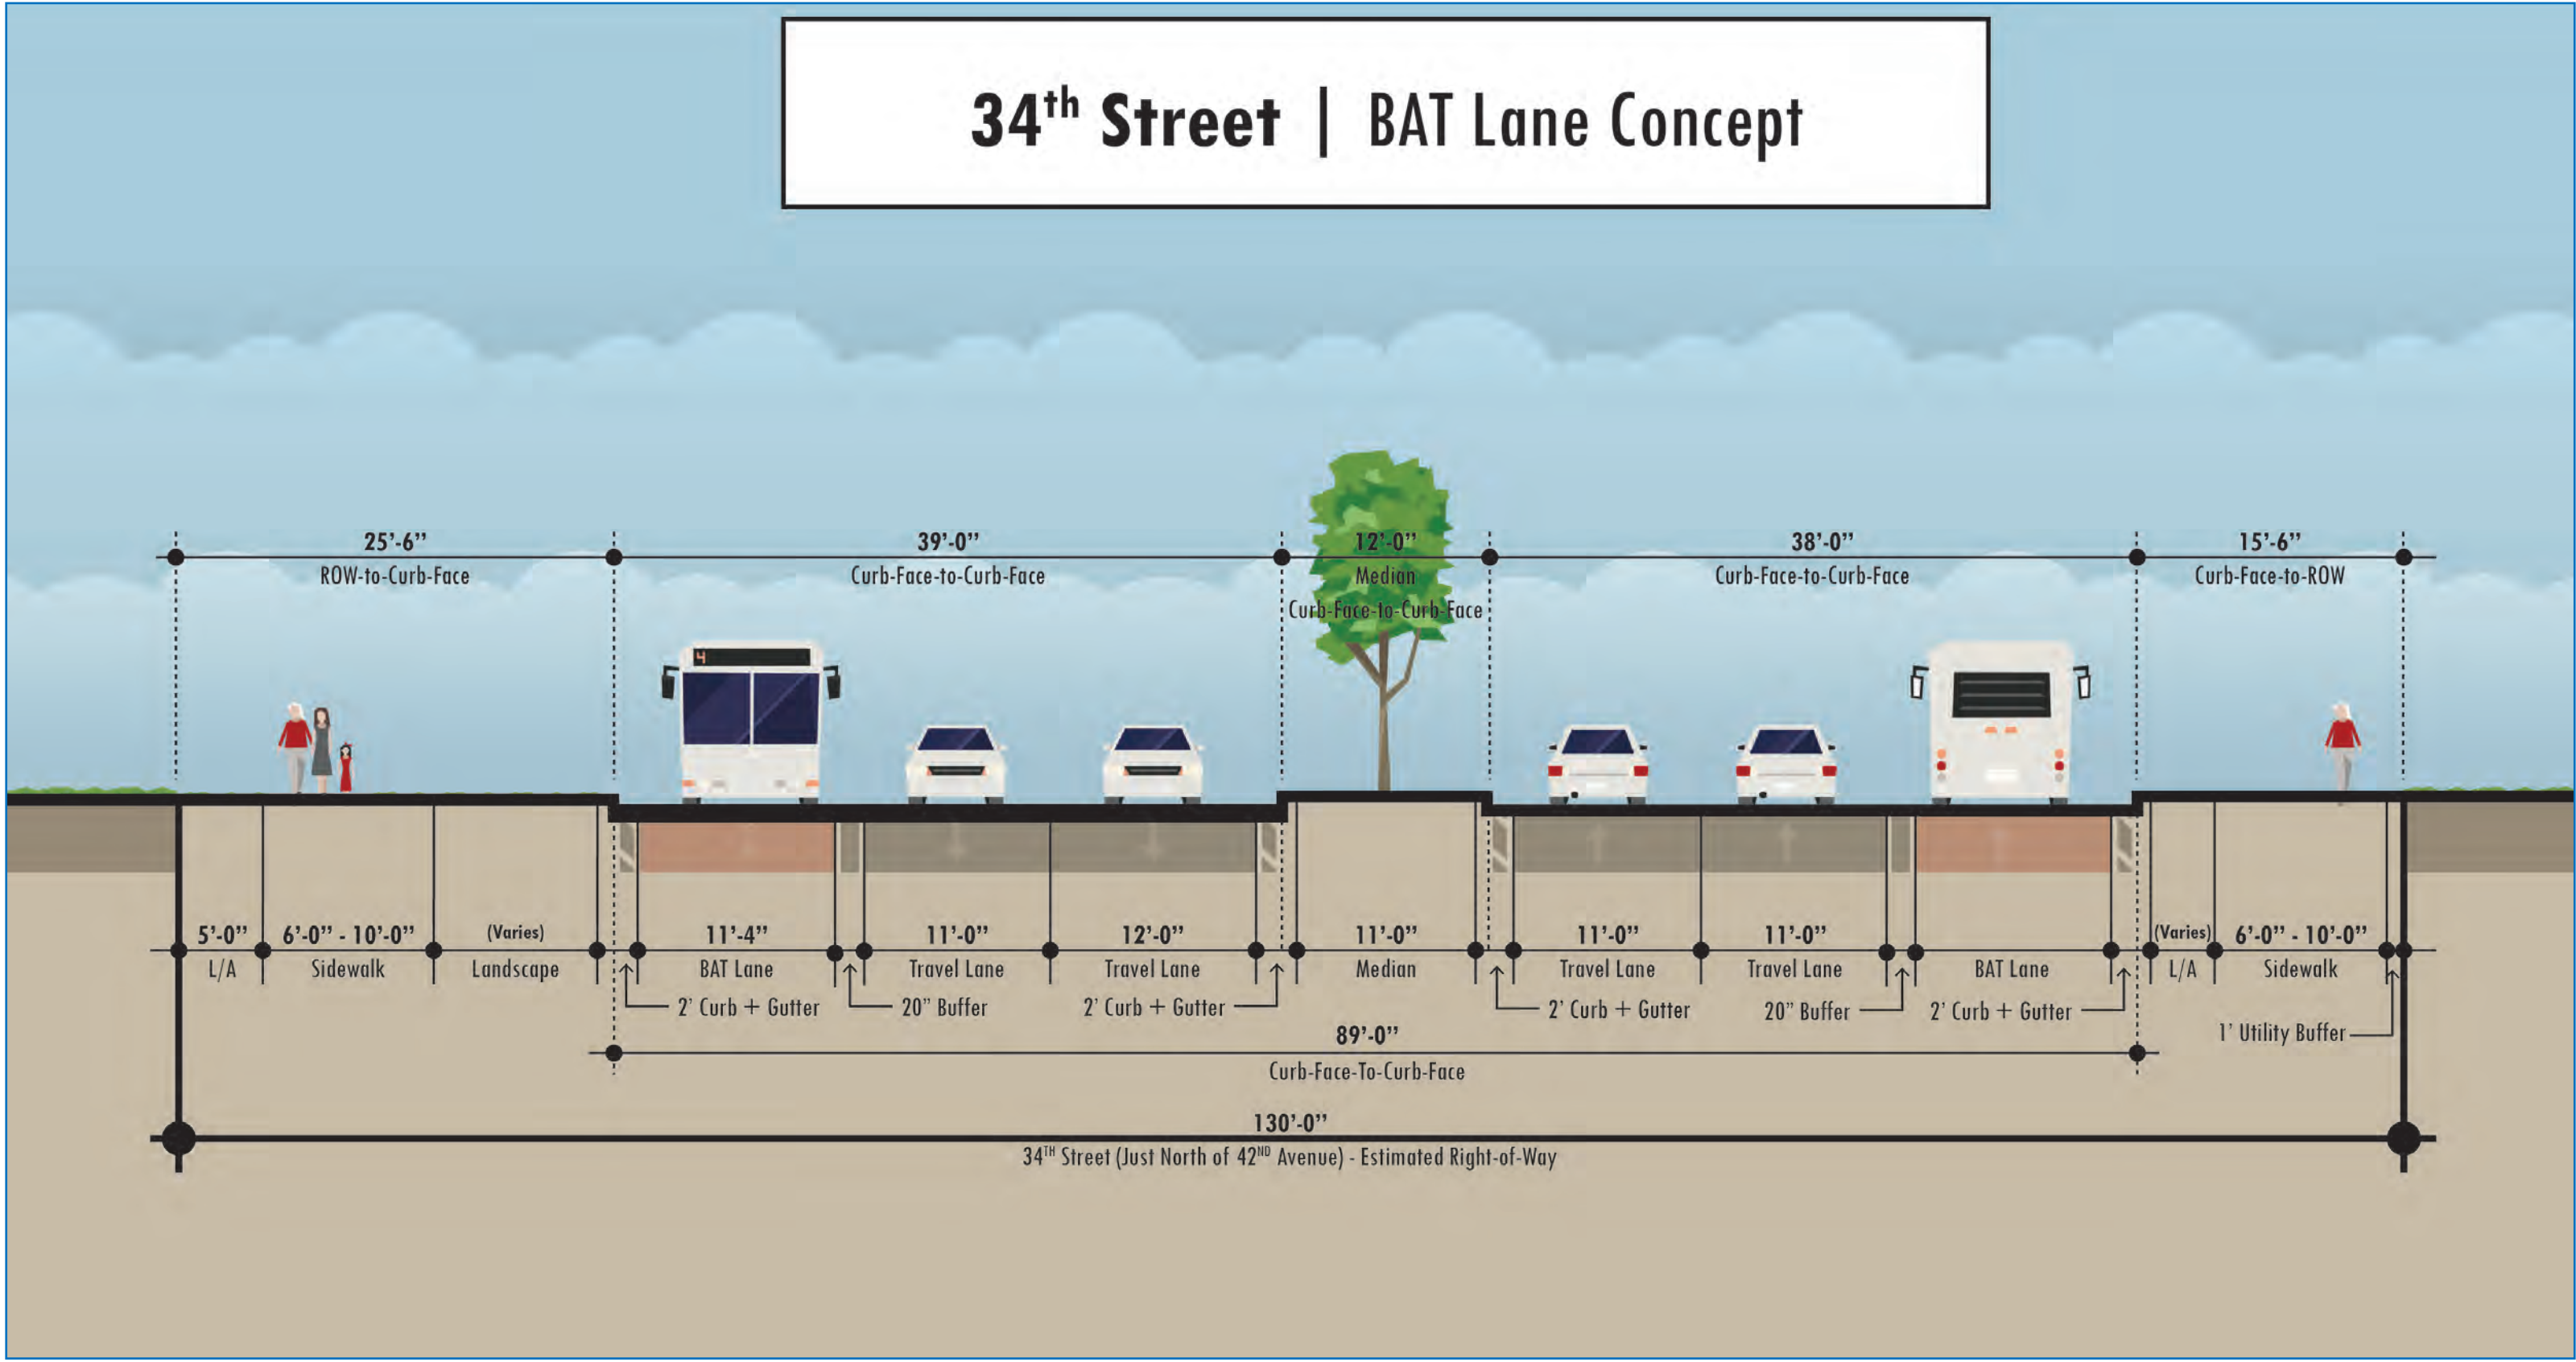 34th Street | BAT Lane Concept
25'-6" 39'-0" 12'-0" 38'-0" 15'-6"
ROW-to-Curb-Face Curb-Face-to-Curb-Face Median Curb-Face-to-Curb-Face Curb-Face-to-ROW
Curb-Face-to-Curb-Face
4
5'-0" 6'-0" - 10'-0" (Varies) 11'-4" 11'-0" 12'-0" 11'-0" 11'-0" 11'-0" (Varies) 6'-0" - 10'-0"
L/A Sidewalk Landscape BAT Lane Travel Lane Travel Lane Median Travel Lane Travel Lane BAT Lane L/A Sidewalk
2' Curb + Gutter 20" Buffer 2' Curb + Gutter 2' Curb + Gutter 20" Buffer 2' Curb + Gutter
1' Utility Buffer
89'-0"
Curb-Face-To-Curb-Face
130'-0"
34TH Street (Just North of 42ND Avenue) - Estimated Right-of-Way